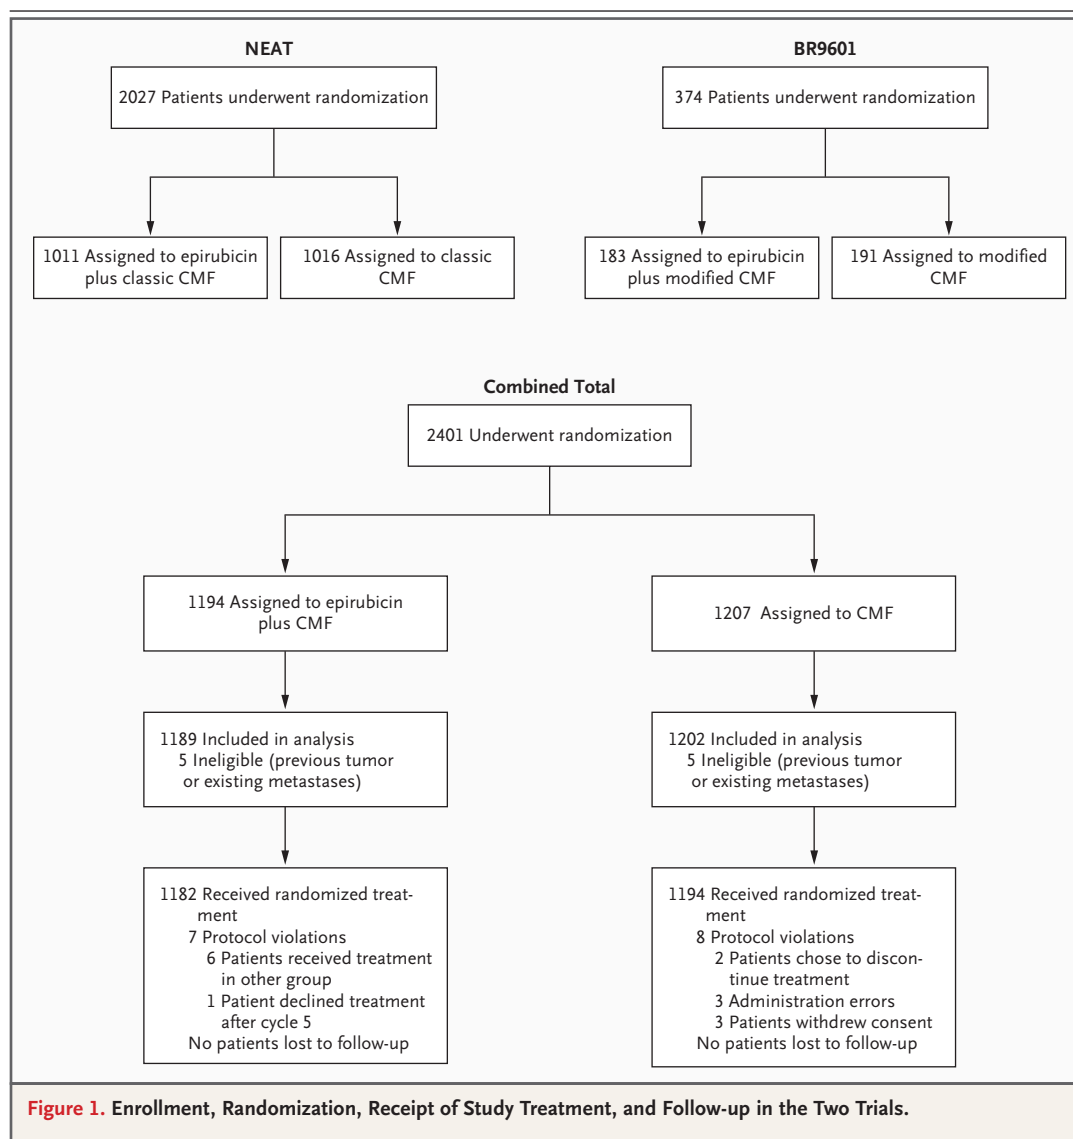 NEAT
2027 Patients underwent randomization
1011 Assigned to epirubicin
plus classic CMF
1016 Assigned to classic
CMF
BR9601
374 Patients underwent randomization
183 Assigned to epirubicin
plus modified CMF
191 Assigned to modified
CMF
Combined Total
2401 Underwent randomization
1194 Assigned to epirubicin
plus CMF
1189 Included in analysis
5 Ineligible (previous tumor
or existing metastases)
1182 Received randomized treat-
ment
7 Protocol violations
6 Patients received treatment
in other group
1 Patient declined treatment
after cycle 5
No patients lost to follow-up
1207 Assigned to CMF
1202 Included in analysis
5 Ineligible (previous tumor
or existing metastases)
1194 Received randomized treat-
ment
8 Protocol violations
2 Patients chose to discon-
tinue treatment
3 Administration errors
3 Patients withdrew consent
No patients lost to follow-up
Figure 1. Enrollment, Randomization, Receipt of Study Treatment, and Follow-up in the Two Trials.